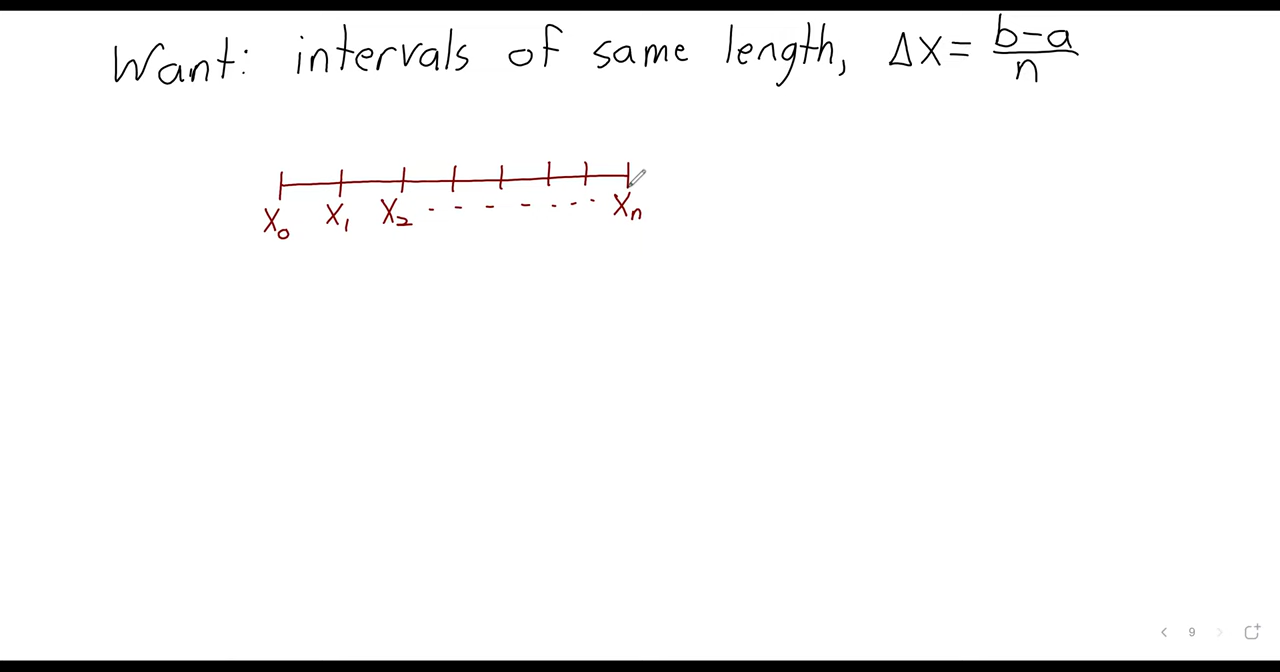 Want: intervals of same length, Δx = (b-a)/n
x₀ x₁ x₂ . - - - - . . . xₙ
9